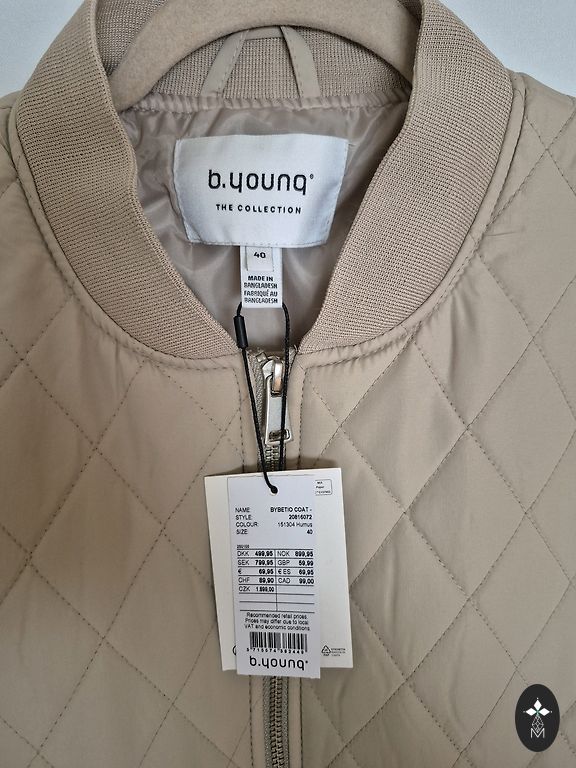 b.young®
THE COLLECTION
40
MADE IN
BANGLADESH
FABRIQUÉ AU
BANGLADESH
NAME: BYBETIO COAT -
STYLE: 20816072
COLOUR: 151304 Humus
SIZE: 40
DKK 499,95 NOK 899,95
SEK 799,95 GBP 59,99
€ 69,95 € ES 69,95
CHF 89,90 CAD 99,00
CZK 1.899,00
Recommended retail prices.
Prices may differ due to local
VAT and economic conditions.
b.young®